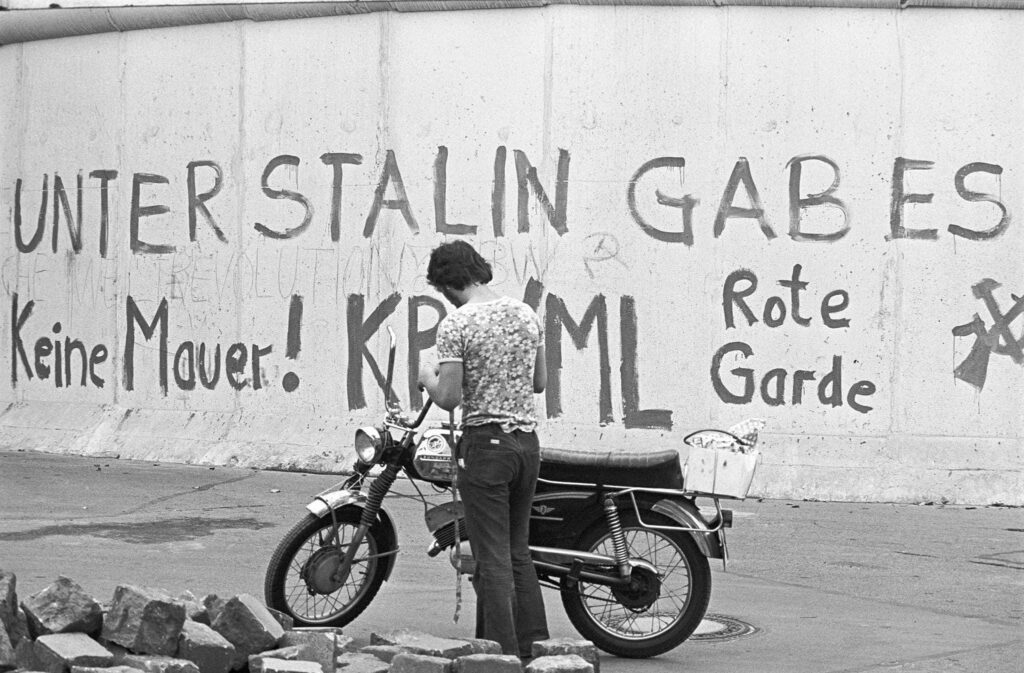 UNTER STALIN GAB ES
Keine Mauer! KP ML
Rote
Garde